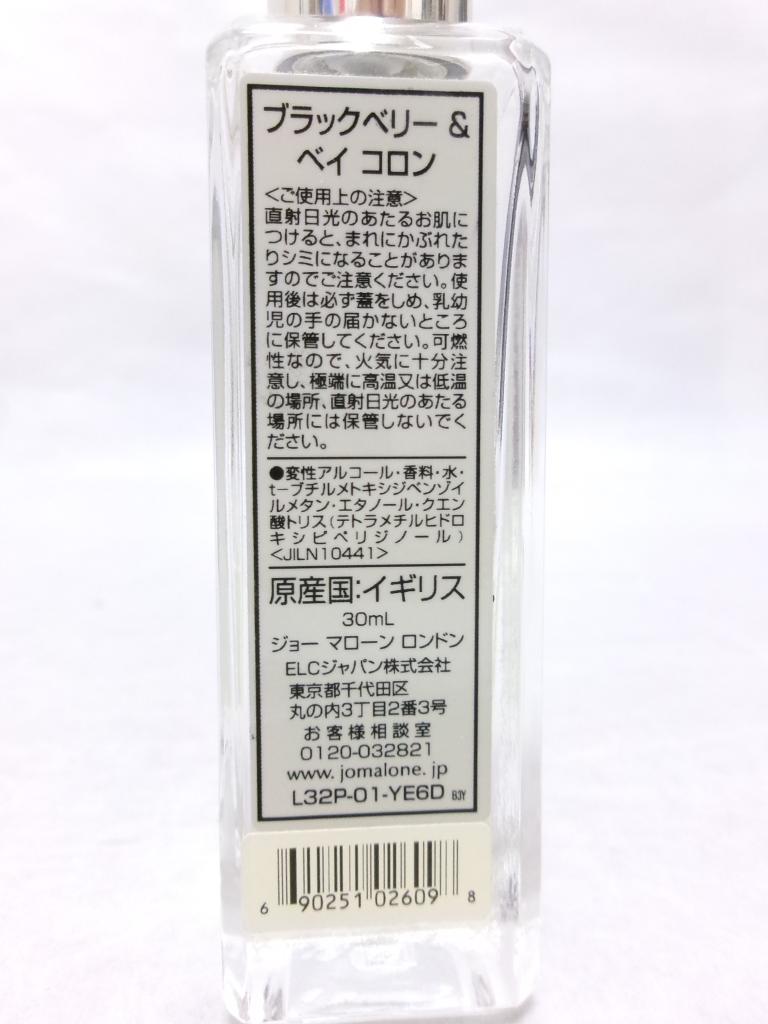 ブラックベリー &
ベイ コロン
<ご使用上の注意>
直射日光のあたるお肌に
つけると、まれにかぶれた
りシミになることがありま
すのでご注意ください。使
用後は必ず蓋をしめ、乳幼
児の手の届かないところ
に保管してください。可燃
性なので、火気に十分注
意し、極端に高温又は低温
の場所、直射日光のあたる
場所には保管しないでく
ださい。
●変性アルコール・香料・水・
t-ブチルメトキシジベンゾイ
ルメタン・エタノール・クエン
酸トリス(テトラメチルヒドロ
キシピペリジノール)
<JILN10441>
原産国:イギリス
30mL
ジョー マローン ロンドン
ELCジャパン株式会社
東京都千代田区
丸の内3丁目2番3号
お客様相談室
0120-032821
www. jomalone. jp
L32P-01-YE6D B3Y
6 90251 02609 8